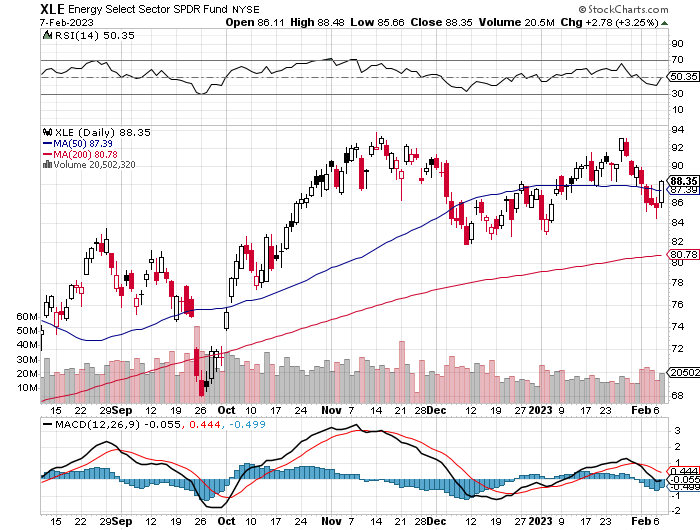 XLE Energy Select Sector SPDR Fund NYSE © StockCharts.com
7-Feb-2023 Open 86.11 High 88.48 Low 85.66 Close 88.35 Volume 20.5M Chg +2.78 (+3.25%)
RSI(14) 50.35
90
70
50.35
30
10
XLE (Daily) 88.35
MA(50) 87.39
MA(200) 80.78
Volume 20,502,320
94
92
90
88.35
87.39
86
84
82
80.78
78
76
74
72
68
60M
50M
40M
30M
20M
10M
20502
15 22 29 Sep 12 19 26 Oct 10 17 24 Nov 7 14 21 28 Dec 12 19 27 2023 9 17 23 Feb 6
MACD(12,26,9) -0.055, 0.444, -0.499
3
2
1
0.444
-0.055
-0.499
-1
-2
15 22 29 Sep 12 19 26 Oct 10 17 24 Nov 7 14 21 28 Dec 12 19 27 2023 9 17 23 Feb 6